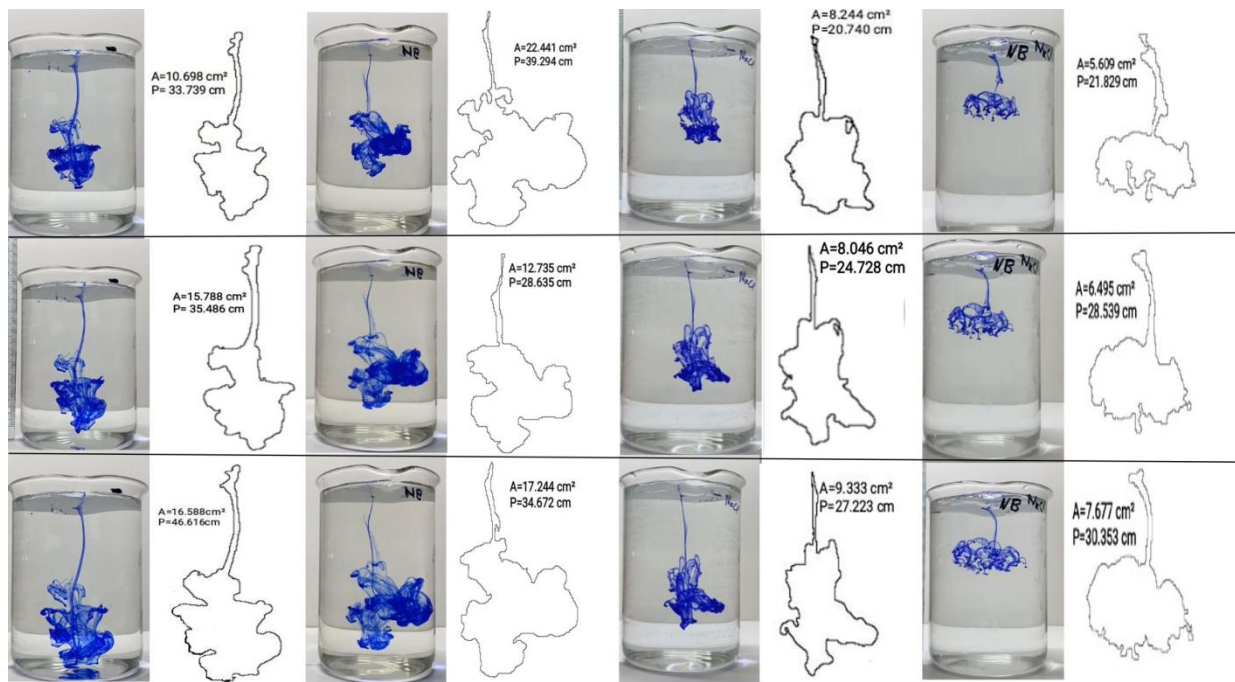 A=10.698 cm²
P= 33.739 cm
NB
A=22.441 cm²
P=39.294 cm
NaCl
A=8.244 cm²
P=20.740 cm
NB NaCl
A=5.609 cm²
P=21.829 cm
A=15.788 cm²
P= 35.486 cm
NB
A=12.735 cm²
P=28.635 cm
NaCl
A=8.046 cm²
P=24.728 cm
NB NaCl
A=6.495 cm²
P=28.539 cm
A=16.588cm²
P=46.616cm
NB
A=17.244 cm²
P=34.672 cm
NaCl
A=9.333 cm²
P=27.223 cm
NB NaCl
A=7.677 cm²
P=30.353 cm